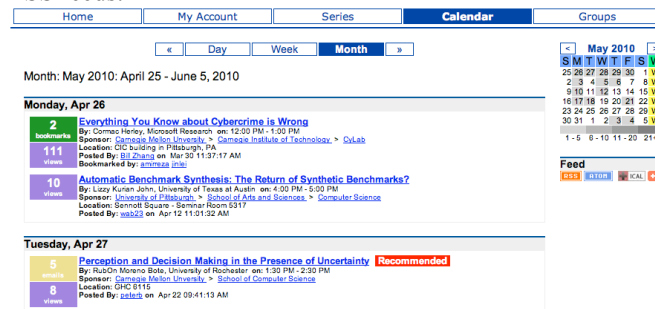 Home My Account Series Calendar Groups
« Day Week Month »
Month: May 2010: April 25 - June 5, 2010
Monday, Apr 26
2 bookmarks
111 views
Everything You Know about Cybercrime is Wrong
By: Cormac Herley, Microsoft Research on: 12:00 PM - 1:00 PM
Sponsor: Carnegie Mellon University > Carnegie Institute of Technology > CyLab
Location: CIC building in Pittsburgh, PA
Posted By: Bill Zhang on Mar 30 11:37:17 AM
Bookmarked by: amirreza jinlei
10 views
Automatic Benchmark Synthesis: The Return of Synthetic Benchmarks?
By: Lizzy Kurian John, University of Texas at Austin on: 4:00 PM - 5:00 PM
Sponsor: University of Pittsburgh > School of Arts and Sciences > Computer Science
Location: Sennott Square - Seminar Room 5317
Posted By: wab23 on Apr 12 11:01:32 AM
Tuesday, Apr 27
5 emails
8 views
Perception and Decision Making in the Presence of Uncertainty Recommended
By: RubOn Moreno Bote, University of Rochester on: 1:30 PM - 2:30 PM
Sponsor: Carnegie Mellon University > School of Computer Science
Location: GHC 6115
Posted By: peterb on Apr 22 09:41:13 AM
< May 2010 >
S M T W T F S W
25 26 27 28 29 30 1 W
2 3 4 5 6 7 8 W
9 10 11 12 13 14 15 W
16 17 18 19 20 21 22 W
23 24 25 26 27 28 29 W
30 31 1 2 3 4 5 W
1 - 5 6 - 10 11 - 20 21+
Feed
RSS ATOM ICAL